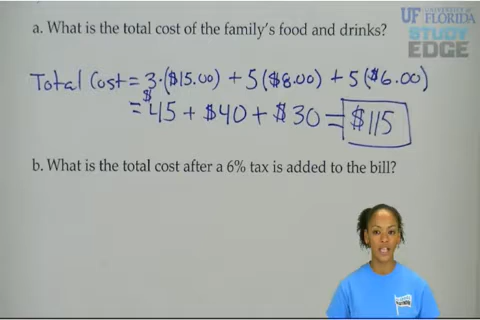 a. What is the total cost of the family's food and drinks?
UF UNIVERSITY of FLORIDA
STUDY EDGE
Total Cost = 3·($15.00) + 5($8.00) + 5($6.00)
= $45 + $40 + $30 = $115
b. What is the total cost after a 6% tax is added to the bill?